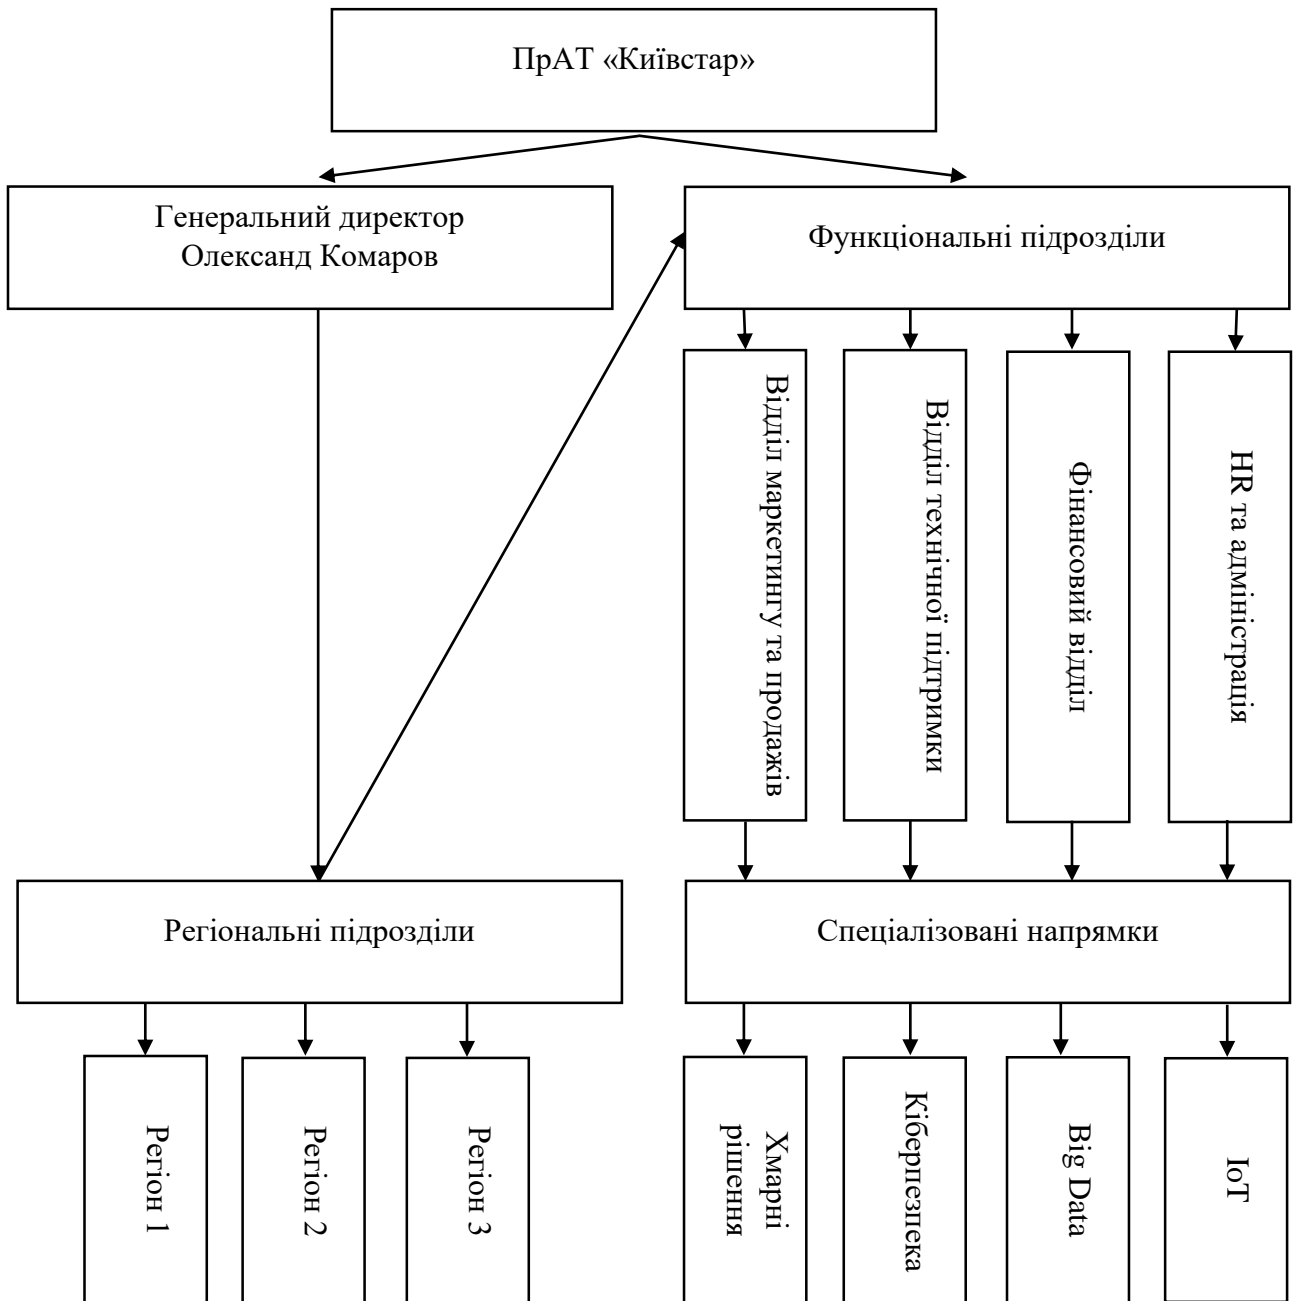 ПрАТ «Київстар»
Генеральний директор
Олександ Комаров
Функціональні підрозділи
Відділ маркетингу та продажів
Відділ технічної підтримки
Фінансовий відділ
HR та адміністрація
Регіональні підрозділи
Спеціалізовані напрямки
Регіон 1
Регіон 2
Регіон 3
Хмарні
рішення
Кіберпезпека
Big Data
IoT